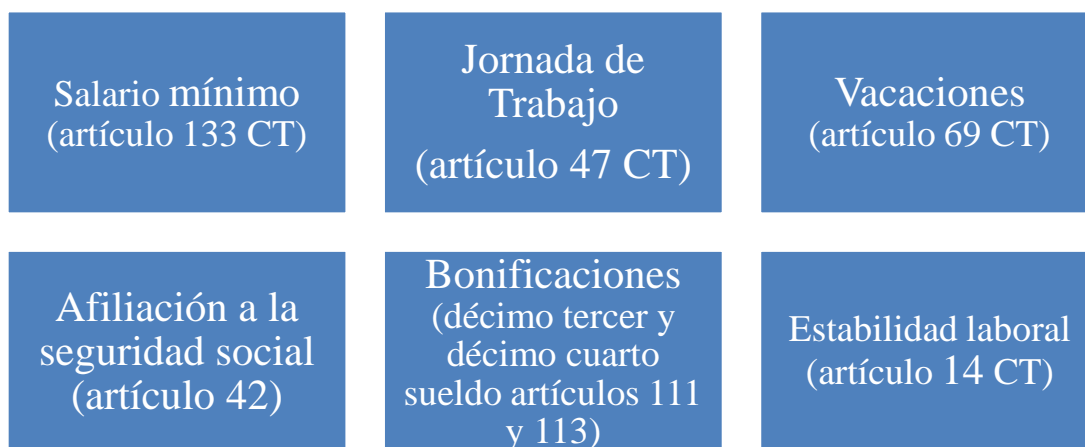 Salario mínimo
(artículo 133 CT)
Jornada de
Trabajo
(artículo 47 CT)
Vacaciones
(artículo 69 CT)
Afiliación a la
seguridad social
(artículo 42)
Bonificaciones
(décimo tercer y
décimo cuarto
sueldo artículos 111
y 113)
Estabilidad laboral
(artículo 14 CT)